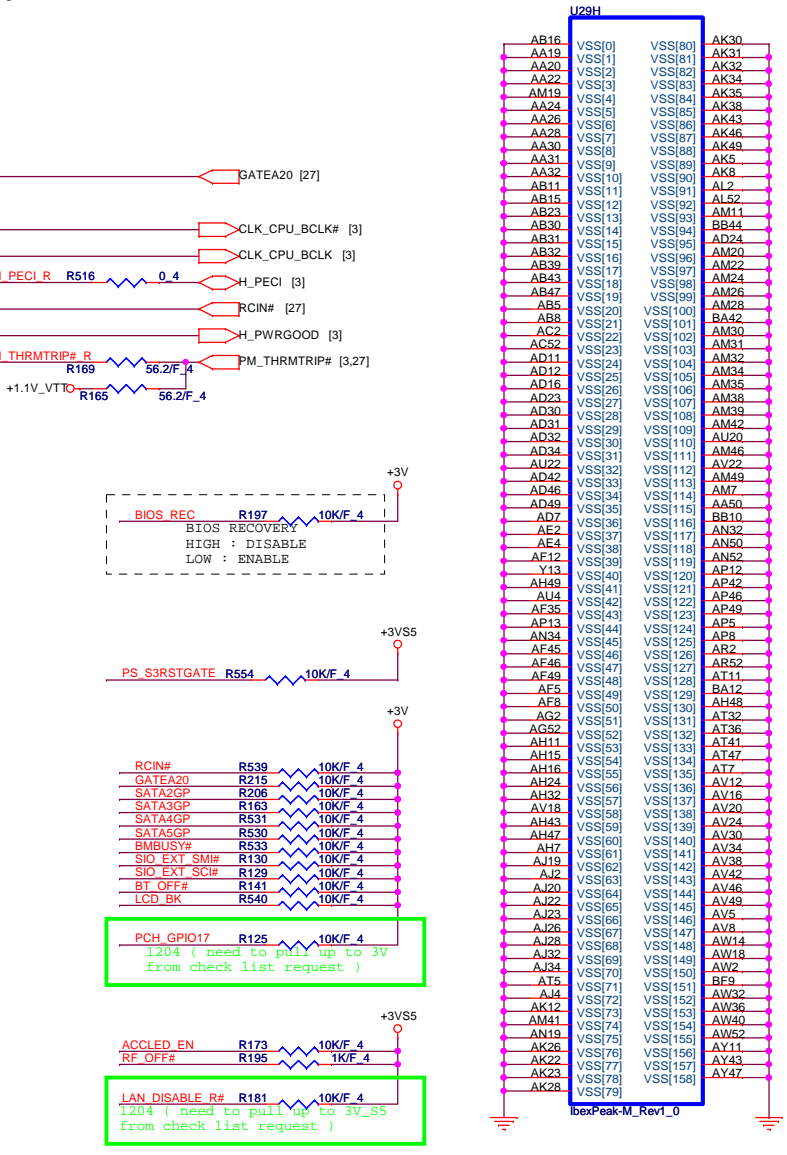 GATEA20 [27]
CLK_CPU_BCLK# [3]
CLK_CPU_BCLK [3]
_PECI_R R516 0_4 H_PECI [3]
RCIN# [27]
H_PWRGOOD [3]
_THRMTRIP#_R R169 56.2/F_4 PM_THRMTRIP# [3,27]
+1.1V_VTT R165 56.2/F_4
+3V
BIOS_REC R197 10K/F_4
BIOS RECOVERY
HIGH : DISABLE
LOW : ENABLE
+3VS5
PS_S3RSTGATE R554 10K/F_4
+3V
RCIN# R539 10K/F_4
GATEA20 R215 10K/F_4
SATA2GP R206 10K/F_4
SATA3GP R163 10K/F_4
SATA4GP R531 10K/F_4
SATA5GP R530 10K/F_4
BMBUSY# R533 10K/F_4
SIO_EXT_SMI# R130 10K/F_4
SIO_EXT_SCI# R129 10K/F_4
BT_OFF# R141 10K/F_4
LCD_BK R540 10K/F_4
PCH_GPIO17 R125 10K/F_4
1204 ( need to pull up to 3V
from check list request )
+3VS5
ACCLED_EN R173 10K/F_4
RF_OFF# R195 1K/F_4
LAN_DISABLE_R# R181 10K/F_4
1204 ( need to pull up to 3V_S5
from check list request )
U29H
AB16 VSS[0] VSS[80] AK30
AA19 VSS[1] VSS[81] AK31
AA20 VSS[2] VSS[82] AK32
AA22 VSS[3] VSS[83] AK34
AM19 VSS[4] VSS[84] AK35
AA24 VSS[5] VSS[85] AK38
AA26 VSS[6] VSS[86] AK43
AA28 VSS[7] VSS[87] AK46
AA30 VSS[8] VSS[88] AK49
AA31 VSS[9] VSS[89] AK5
AA32 VSS[10] VSS[90] AK8
AB11 VSS[11] VSS[91] AL2
AB15 VSS[12] VSS[92] AL52
AB23 VSS[13] VSS[93] AM11
AB30 VSS[14] VSS[94] BB44
AB31 VSS[15] VSS[95] AD24
AB32 VSS[16] VSS[96] AM20
AB39 VSS[17] VSS[97] AM22
AB43 VSS[18] VSS[98] AM24
AB47 VSS[19] VSS[99] AM26
AB5 VSS[20] VSS[100] AM28
AB8 VSS[21] VSS[101] BA42
AC2 VSS[22] VSS[102] AM30
AC52 VSS[23] VSS[103] AM31
AD11 VSS[24] VSS[104] AM32
AD12 VSS[25] VSS[105] AM34
AD16 VSS[26] VSS[106] AM35
AD23 VSS[27] VSS[107] AM38
AD30 VSS[28] VSS[108] AM39
AD31 VSS[29] VSS[109] AM42
AD32 VSS[30] VSS[110] AU20
AD34 VSS[31] VSS[111] AM46
AU22 VSS[32] VSS[112] AV22
AD42 VSS[33] VSS[113] AM49
AD46 VSS[34] VSS[114] AM7
AD49 VSS[35] VSS[115] AA50
AD7 VSS[36] VSS[116] BB10
AE2 VSS[37] VSS[117] AN32
AE4 VSS[38] VSS[118] AN50
AF12 VSS[39] VSS[119] AN52
Y13 VSS[40] VSS[120] AP12
AH49 VSS[41] VSS[121] AP42
AU4 VSS[42] VSS[122] AP46
AF35 VSS[43] VSS[123] AP49
AP13 VSS[44] VSS[124] AP5
AN34 VSS[45] VSS[125] AP8
AF45 VSS[46] VSS[126] AR2
AF46 VSS[47] VSS[127] AR52
AF49 VSS[48] VSS[128] AT11
AF5 VSS[49] VSS[129] BA12
AF8 VSS[50] VSS[130] AH48
AG2 VSS[51] VSS[131] AT32
AG52 VSS[52] VSS[132] AT36
AH11 VSS[53] VSS[133] AT41
AH15 VSS[54] VSS[134] AT47
AH16 VSS[55] VSS[135] AT7
AH24 VSS[56] VSS[136] AV12
AH32 VSS[57] VSS[137] AV16
AV18 VSS[58] VSS[138] AV20
AH43 VSS[59] VSS[139] AV24
AH47 VSS[60] VSS[140] AV30
AH7 VSS[61] VSS[141] AV34
AJ19 VSS[62] VSS[142] AV38
AJ2 VSS[63] VSS[143] AV42
AJ20 VSS[64] VSS[144] AV46
AJ22 VSS[65] VSS[145] AV49
AJ23 VSS[66] VSS[146] AV5
AJ26 VSS[67] VSS[147] AV8
AJ28 VSS[68] VSS[148] AW14
AJ32 VSS[69] VSS[149] AW18
AJ34 VSS[70] VSS[150] AW2
AT5 VSS[71] VSS[151] BF9
AJ4 VSS[72] VSS[152] AW32
AK12 VSS[73] VSS[153] AW36
AM41 VSS[74] VSS[154] AW40
AN19 VSS[75] VSS[155] AW52
AK26 VSS[76] VSS[156] AY11
AK22 VSS[77] VSS[157] AY43
AK23 VSS[78] VSS[158] AY47
AK28 VSS[79]
IbexPeak-M_Rev1_0